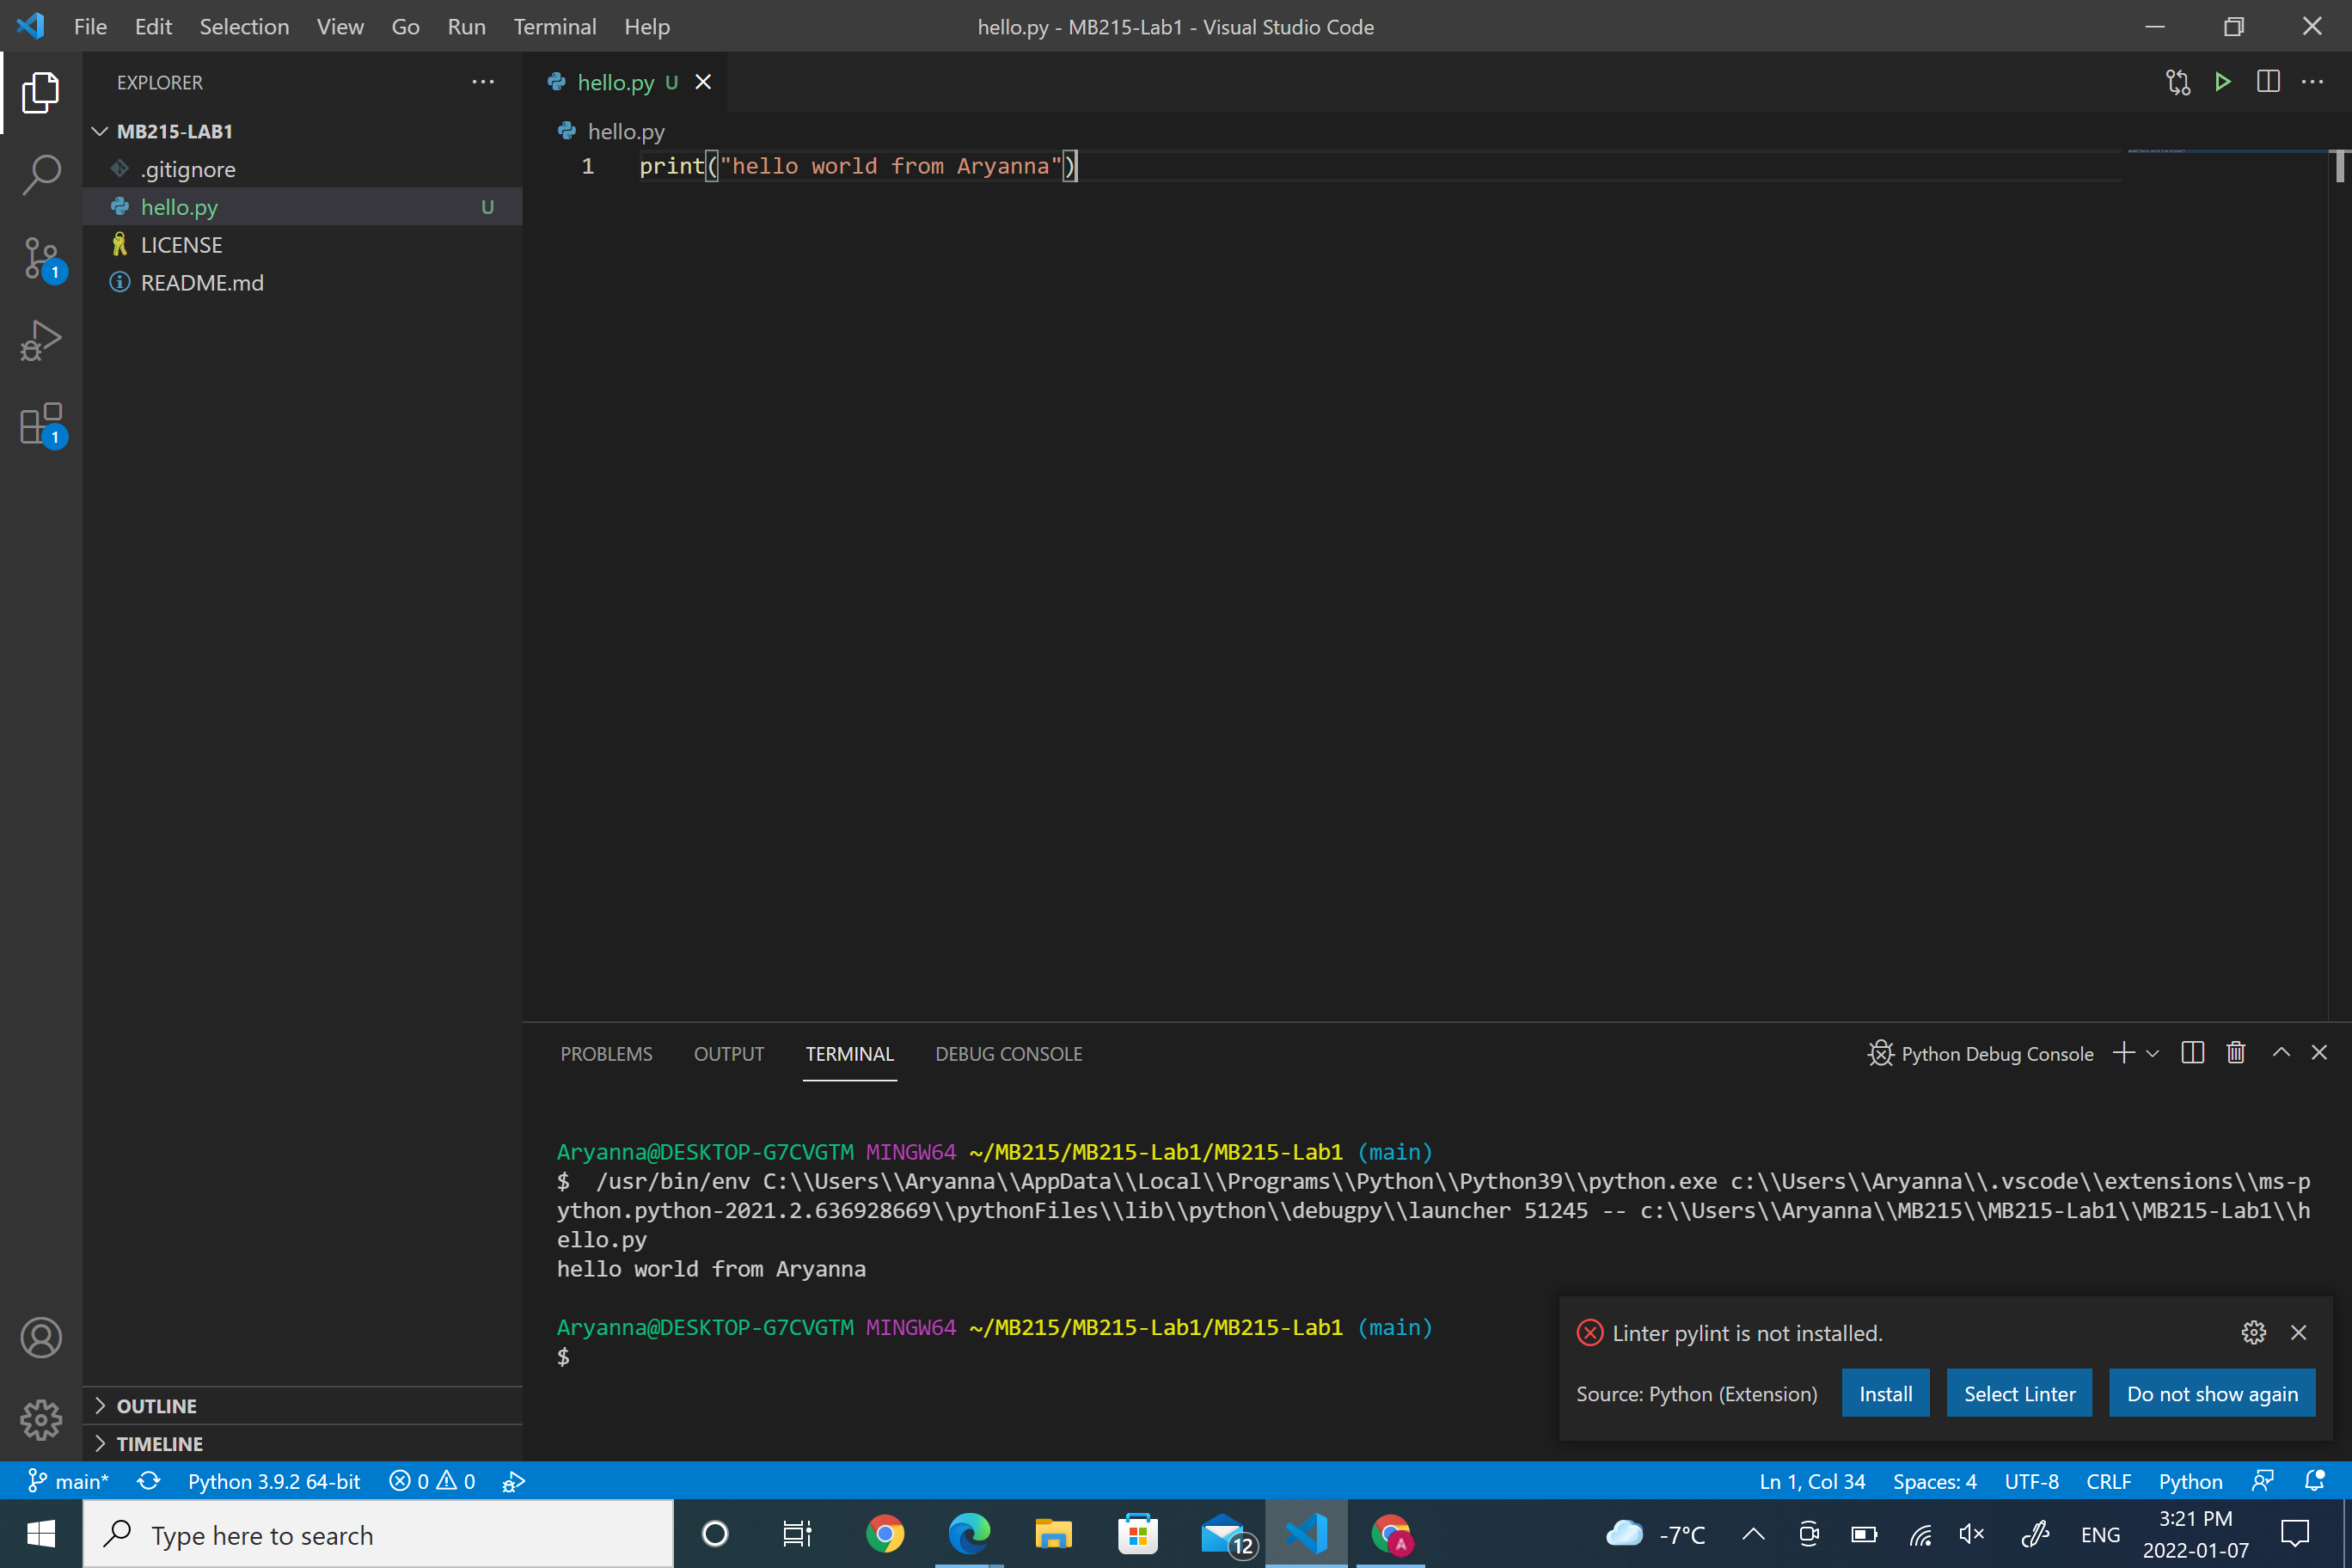 File Edit Selection View Go Run Terminal Help
hello.py - MB215-Lab1 - Visual Studio Code
EXPLORER
MB215-LAB1
.gitignore
hello.py U
LICENSE
README.md
1
1
OUTLINE
TIMELINE
hello.py U
hello.py
1 print("hello world from Aryanna")
PROBLEMS OUTPUT TERMINAL DEBUG CONSOLE
Python Debug Console
Aryanna@DESKTOP-G7CVGTM MINGW64 ~/MB215/MB215-Lab1/MB215-Lab1 (main)
$  /usr/bin/env C:\\Users\\Aryanna\\AppData\\Local\\Programs\\Python\\Python39\\python.exe c:\\Users\\Aryanna\\.vscode\\extensions\\ms-p
ython.python-2021.2.636928669\\pythonFiles\\lib\\python\\debugpy\\launcher 51245 -- c:\\Users\\Aryanna\\MB215\\MB215-Lab1\\MB215-Lab1\\h
ello.py
hello world from Aryanna
Aryanna@DESKTOP-G7CVGTM MINGW64 ~/MB215/MB215-Lab1/MB215-Lab1 (main)
$
Linter pylint is not installed.
Source: Python (Extension) Install Select Linter Do not show again
main* Python 3.9.2 64-bit 0 0 Ln 1, Col 34 Spaces: 4 UTF-8 CRLF Python
Type here to search
12
A
-7°C
ENG
3:21 PM
2022-01-07